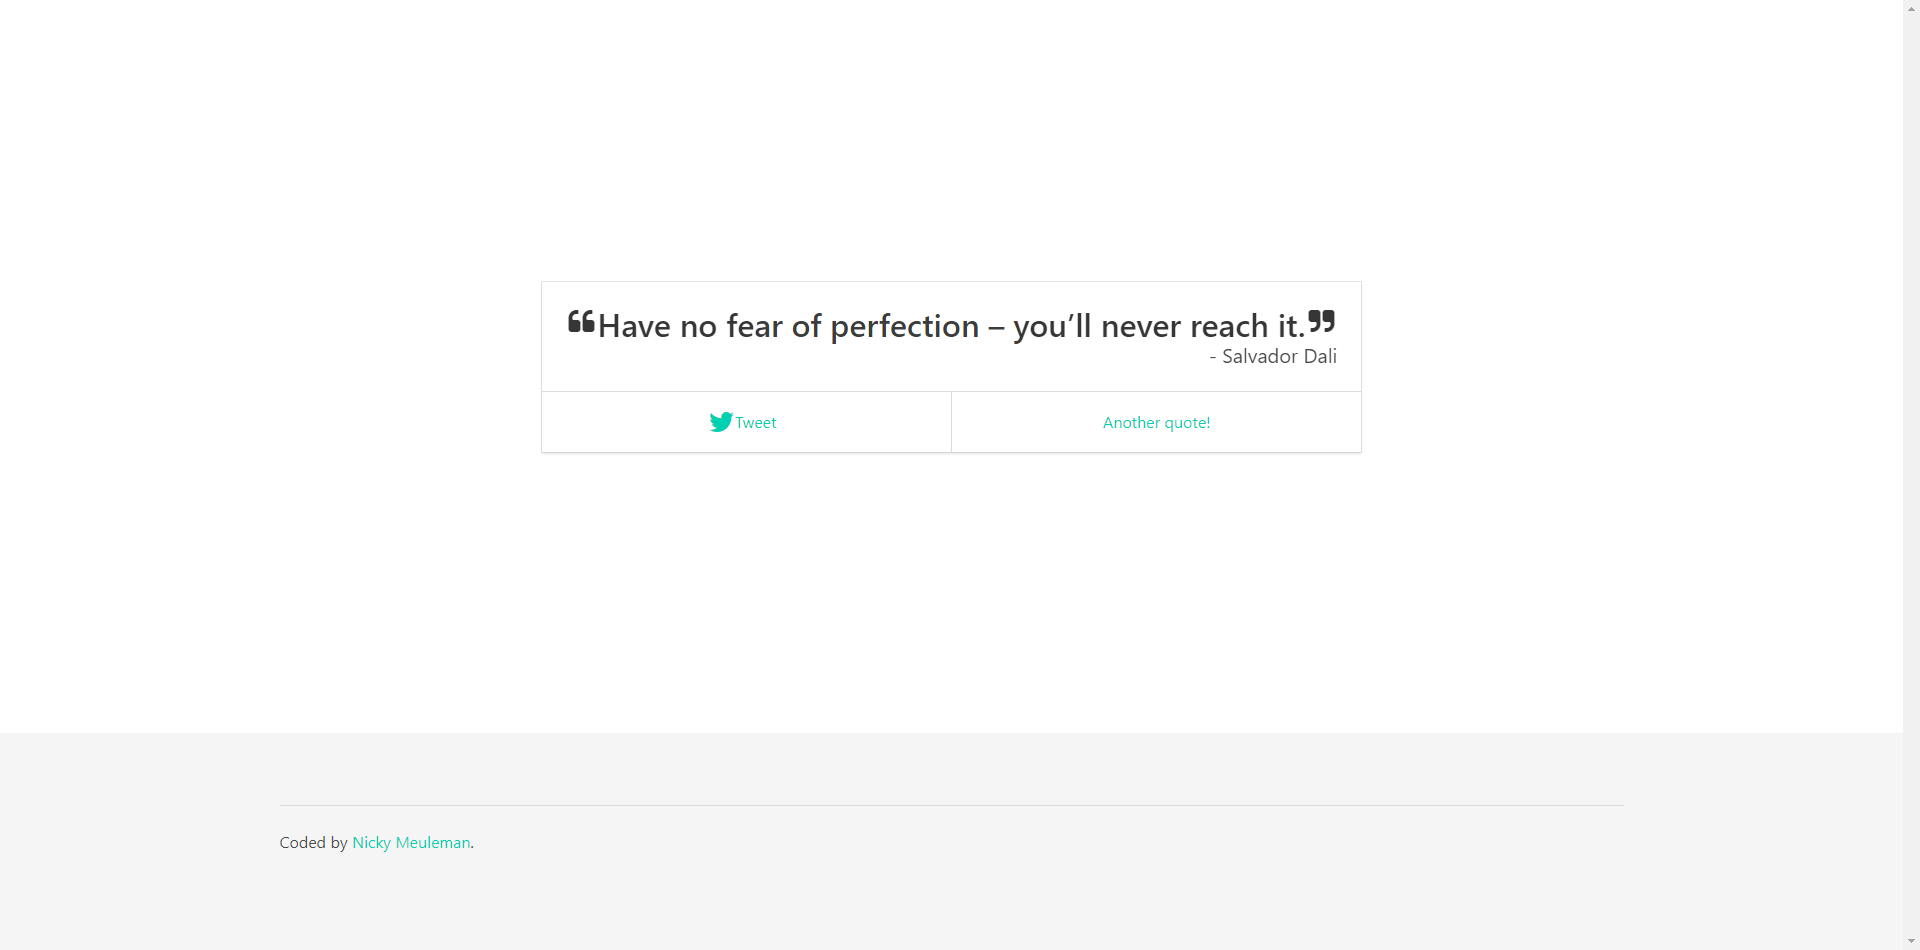 “Have no fear of perfection – you’ll never reach it.”
- Salvador Dali
Tweet
Another quote!
Coded by Nicky Meuleman.